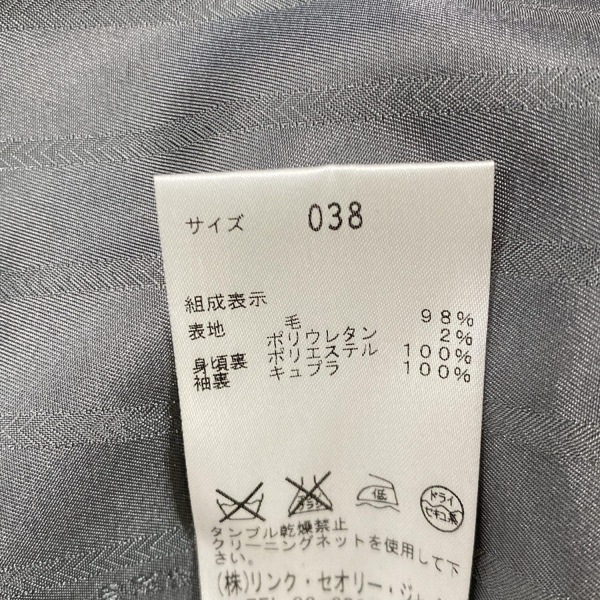 サイズ 038
組成表示
表地 毛 98%
ポリウレタン 2%
身頃裏 ポリエステル 100%
袖裏 キュプラ 100%
低 ドライ セキユ系
タンブル乾燥禁止
クリーニングネットを使用して下
さい。
(株)リンク・セオリー・ジャ